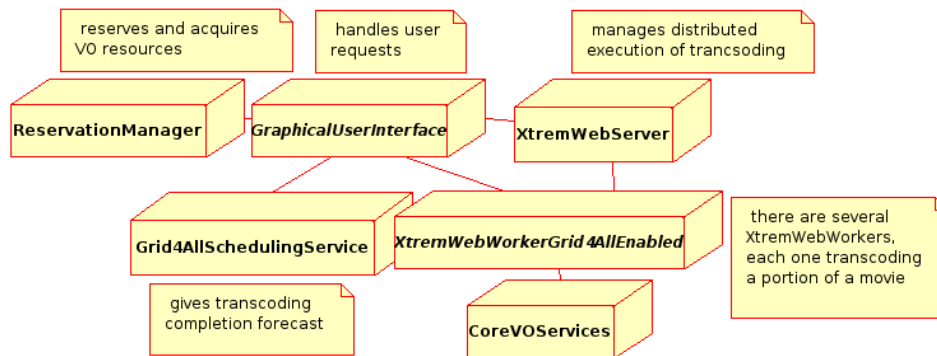 reserves and acquires
VO resources
handles user
requests
manages distributed
execution of trancsoding
ReservationManager
GraphicalUserInterface
XtremWebServer
Grid4AllSchedulingService
XtremWebWorkerGrid4AllEnabled
there are several
XtremWebWorkers,
each one transcoding
a portion of a movie
gives transcoding
completion forecast
CoreVOServices